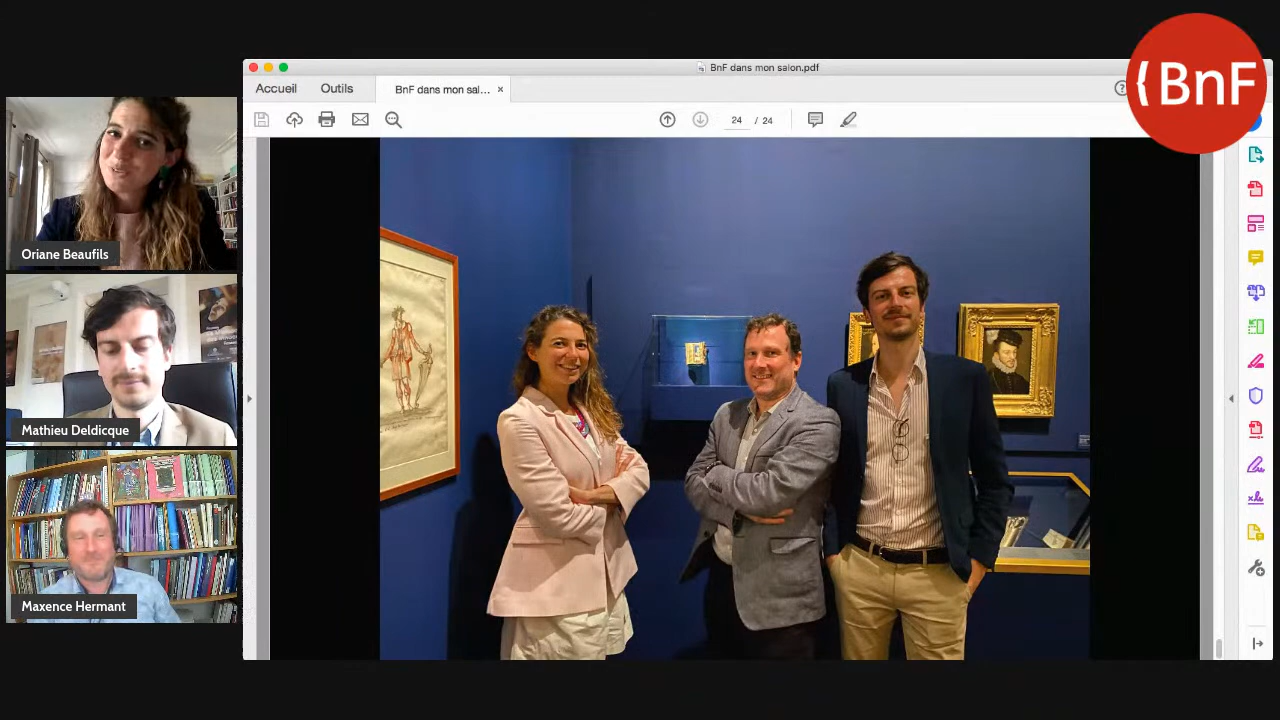 BnF dans mon salon.pdf
Accueil
Outils
BnF dans mon sal... ×
24 / 24
{BnF
Oriane Beaufils
Mathieu Deldicque
Maxence Hermant